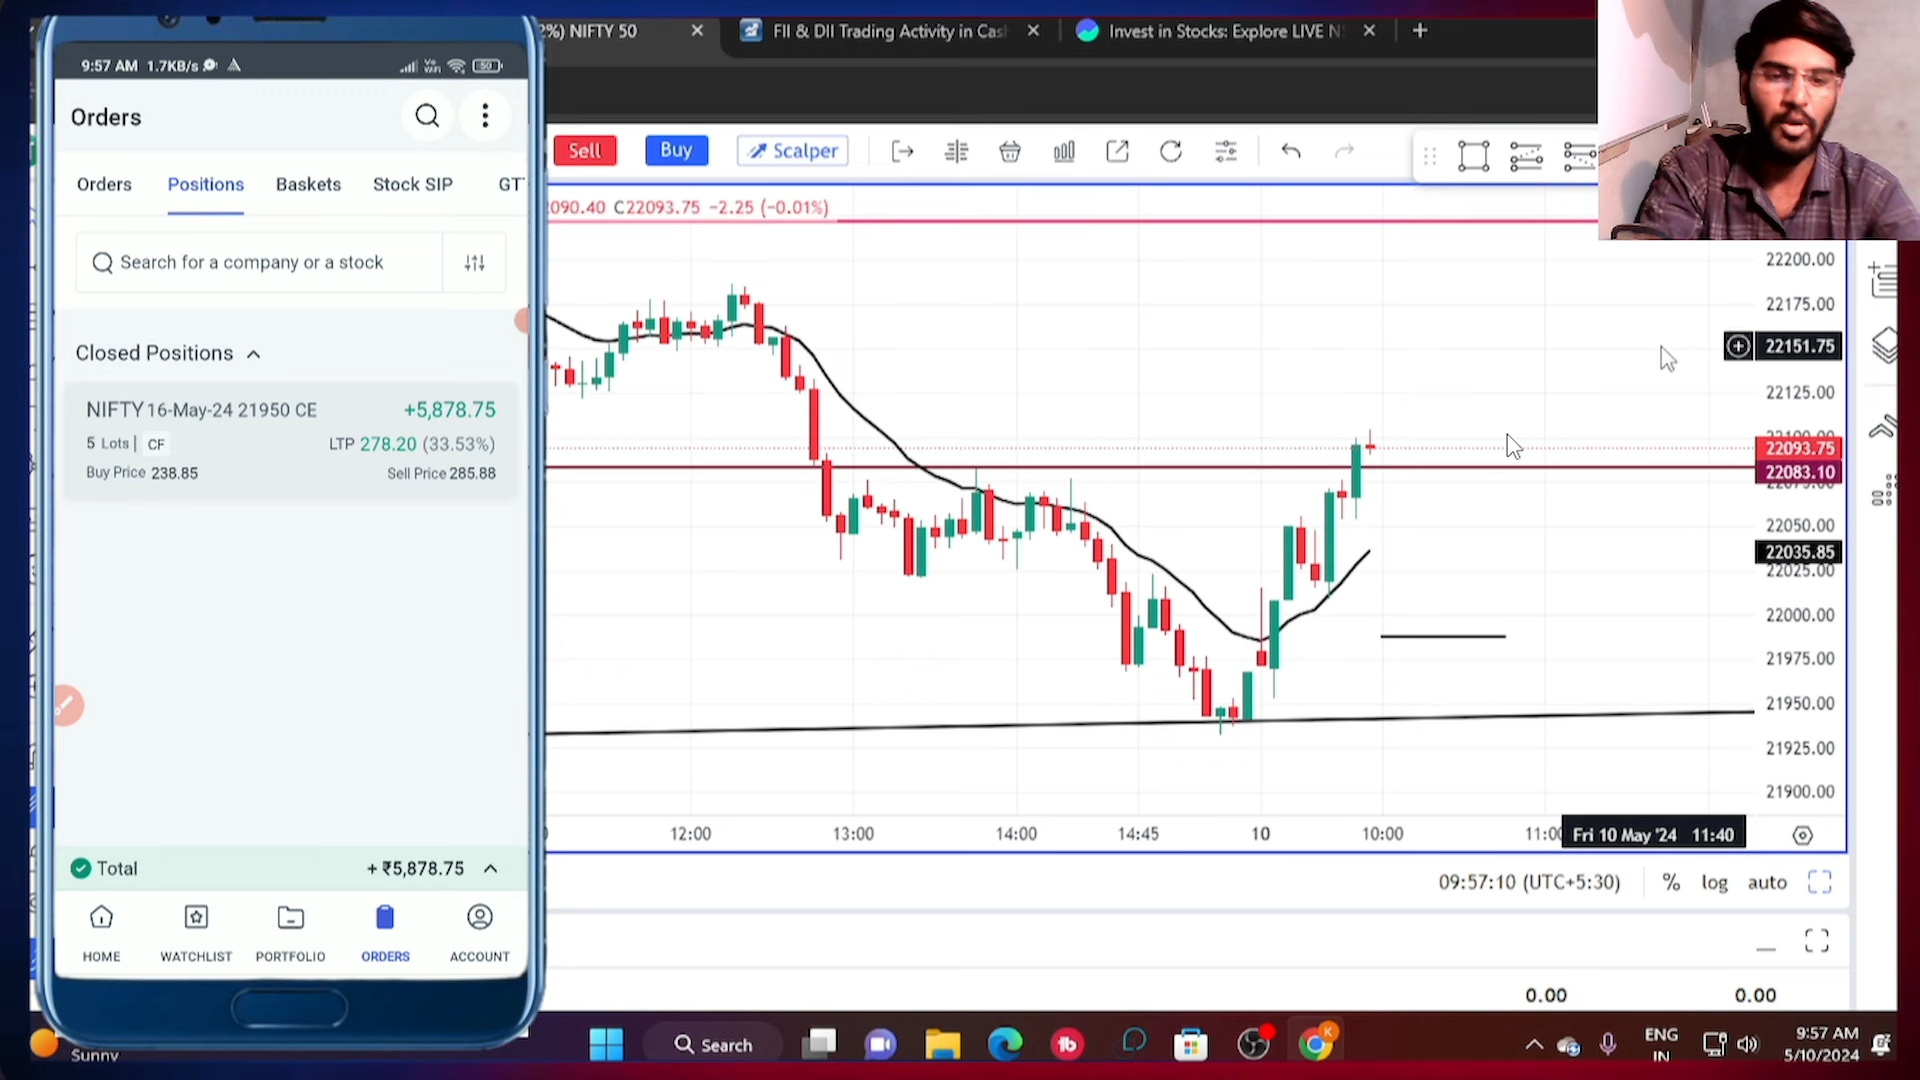 9:57 AM 1.7KB/s
50
Orders
Orders Positions Baskets Stock SIP GT
Search for a company or a stock
Closed Positions
NIFTY 16-May-24 21950 CE +5,878.75
5 Lots | CF LTP 278.20 (33.53%)
Buy Price 238.85 Sell Price 285.88
Total + ₹5,878.75
HOME WATCHLIST PORTFOLIO ORDERS ACCOUNT
2%) NIFTY 50
FII & DII Trading Activity in Cas
Invest in Stocks: Explore LIVE N
Sell Buy Scalper
090.40 C22093.75 −2.25 (−0.01%)
22200.00
22175.00
22151.75
22125.00
22093.75
22083.10
22050.00
22035.85
22025.00
22000.00
21975.00
21950.00
21925.00
21900.00
12:00 13:00 14:00 14:45 10 10:00 11:00 Fri 10 May '24 11:40
09:57:10 (UTC+5:30) % log auto
0.00 0.00
Sunny
Search
ENG
IN
9:57 AM
5/10/2024